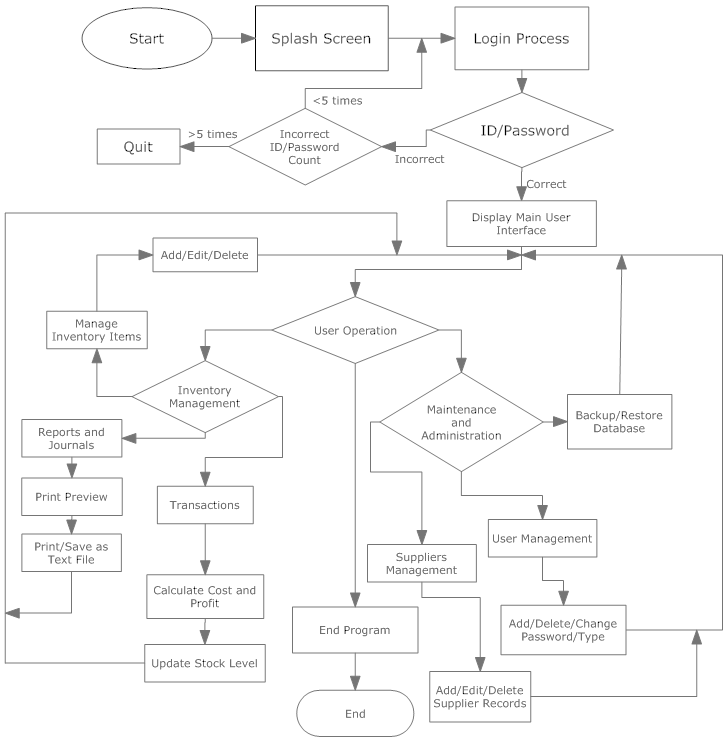 Start
Splash Screen
Login Process
<5 times
>5 times
Quit
Incorrect
ID/Password
Count
Incorrect
ID/Password
Correct
Display Main User
Interface
Add/Edit/Delete
Manage
Inventory Items
User Operation
Inventory
Management
Maintenance
and
Administration
Backup/Restore
Database
Reports and
Journals
Print Preview
Transactions
Print/Save as
Text File
User Management
Suppliers
Management
Calculate Cost and
Profit
End Program
Add/Delete/Change
Password/Type
Update Stock Level
Add/Edit/Delete
Supplier Records
End